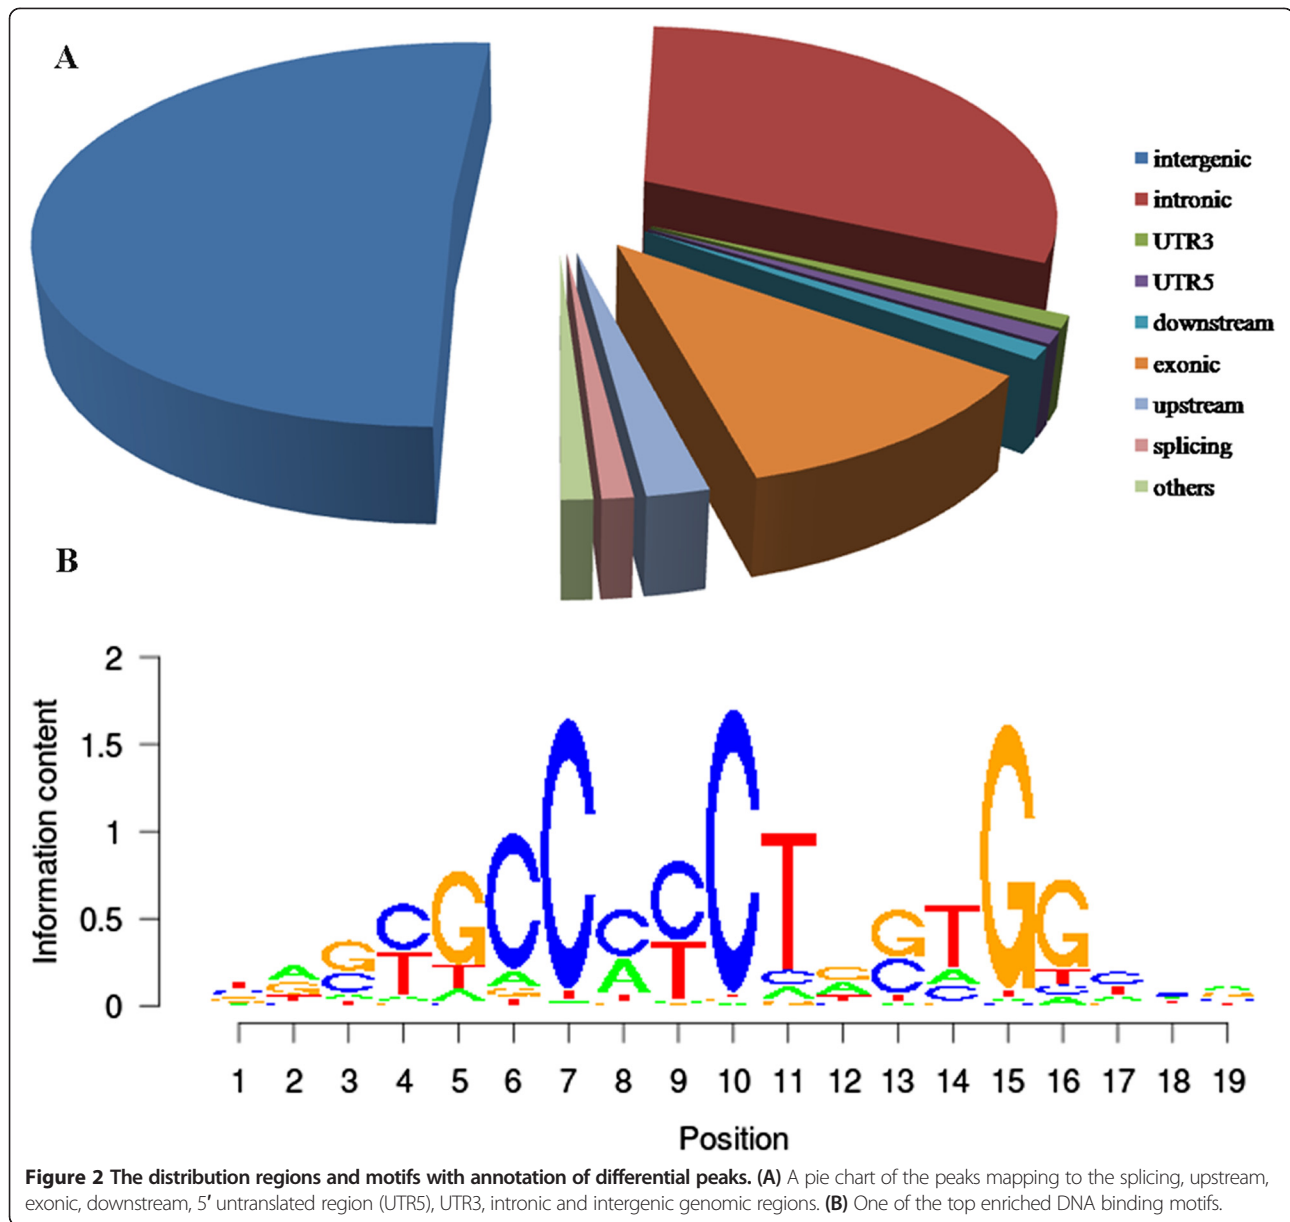 A
intergenic
intronic
UTR3
UTR5
downstream
exonic
upstream
splicing
others
B
2
1.5
1
0.5
0
Information content
1 2 3 4 5 6 7 8 9 10 11 12 13 14 15 16 17 18 19
Position
Figure 2 The distribution regions and motifs with annotation of differential peaks. (A) A pie chart of the peaks mapping to the splicing, upstream,
exonic, downstream, 5′ untranslated region (UTR5), UTR3, intronic and intergenic genomic regions. (B) One of the top enriched DNA binding motifs.